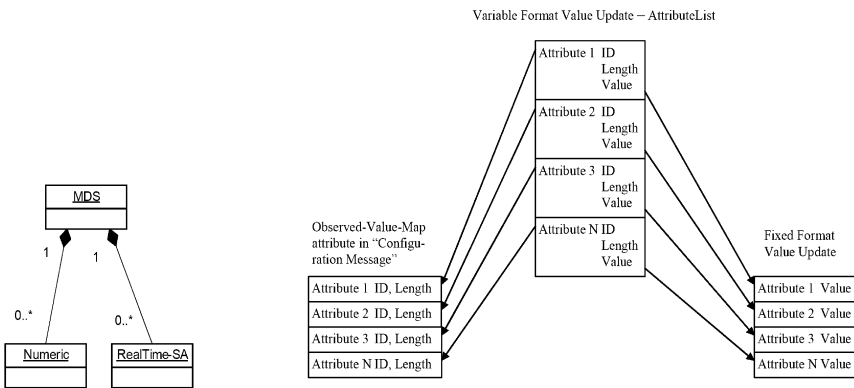 MDS
1
1
0..*
0..*
Numeric
RealTime-SA
Variable Format Value Update – AttributeList
Attribute 1 ID
Length
Value
Attribute 2 ID
Length
Value
Attribute 3 ID
Length
Value
Attribute N ID
Length
Value
Observed-Value-Map
attribute in “Configu-
ration Message”
Attribute 1 ID, Length
Attribute 2 ID, Length
Attribute 3 ID, Length
Attribute N ID, Length
Fixed Format
Value Update
Attribute 1 Value
Attribute 2 Value
Attribute 3 Value
Attribute N Value